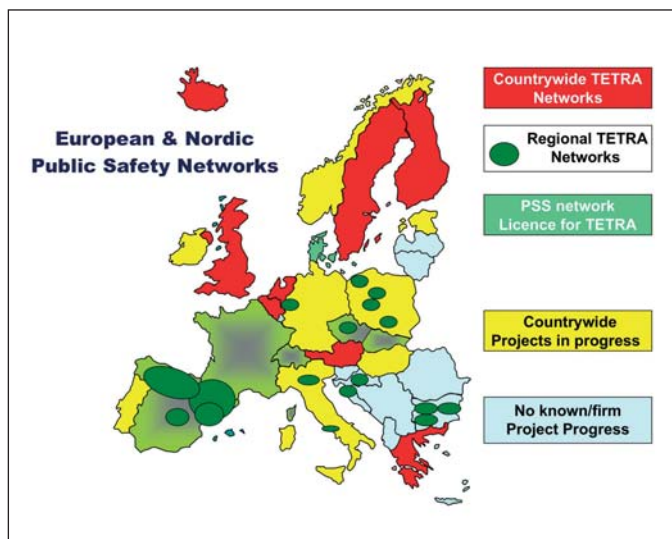 European & Nordic
Public Safety Networks
Countrywide TETRA
Networks
Regional TETRA
Networks
PSS network
Licence for TETRA
Countrywide
Projects in progress
No known/firm
Project Progress